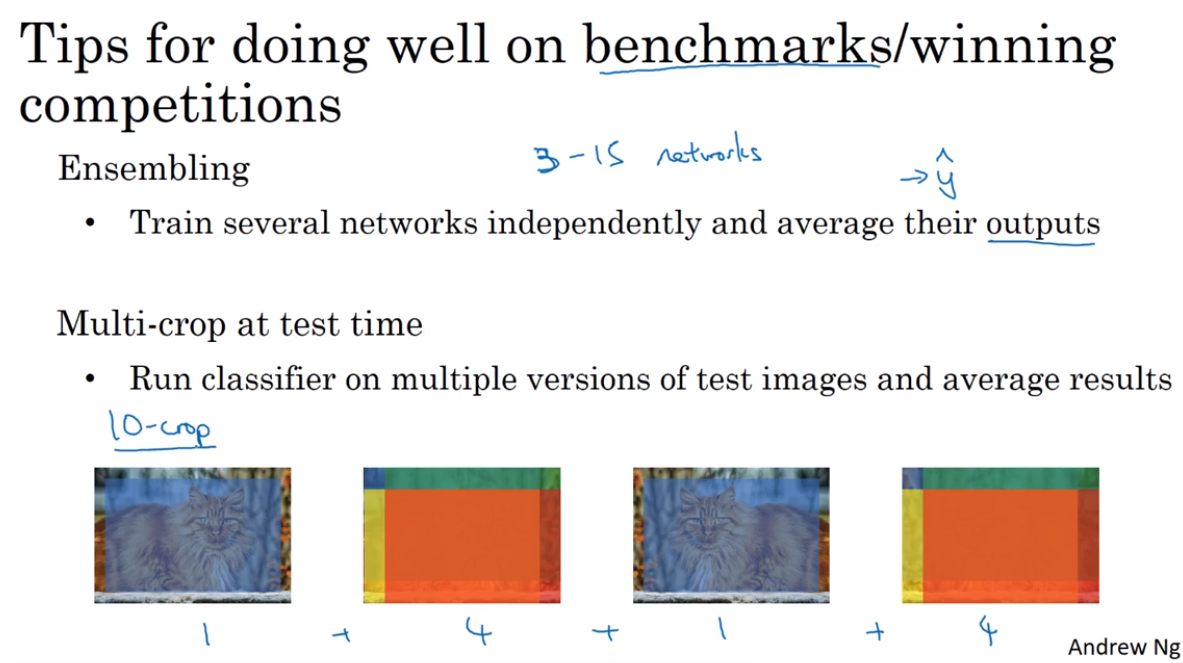 Tips for doing well on benchmarks/winning
competitions
Ensembling
3-15 networks
→ ŷ
• Train several networks independently and average their outputs
Multi-crop at test time
• Run classifier on multiple versions of test images and average results
10-crop
1 + 4 + 1 + 4
Andrew Ng